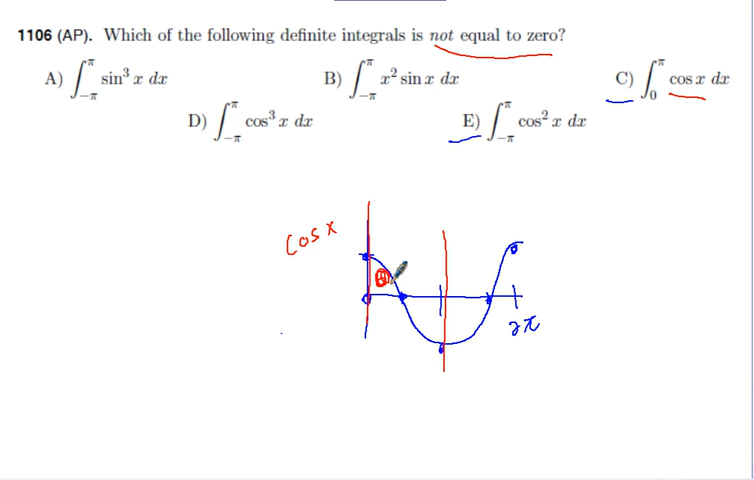 1106 (AP). Which of the following definite integrals is not equal to zero?
A) ∫_{-π}^{π} sin³ x dx B) ∫_{-π}^{π} x² sin x dx C) ∫_{0}^{π} cos x dx
D) ∫_{-π}^{π} cos³ x dx E) ∫_{-π}^{π} cos² x dx
cos x
⊕
2π